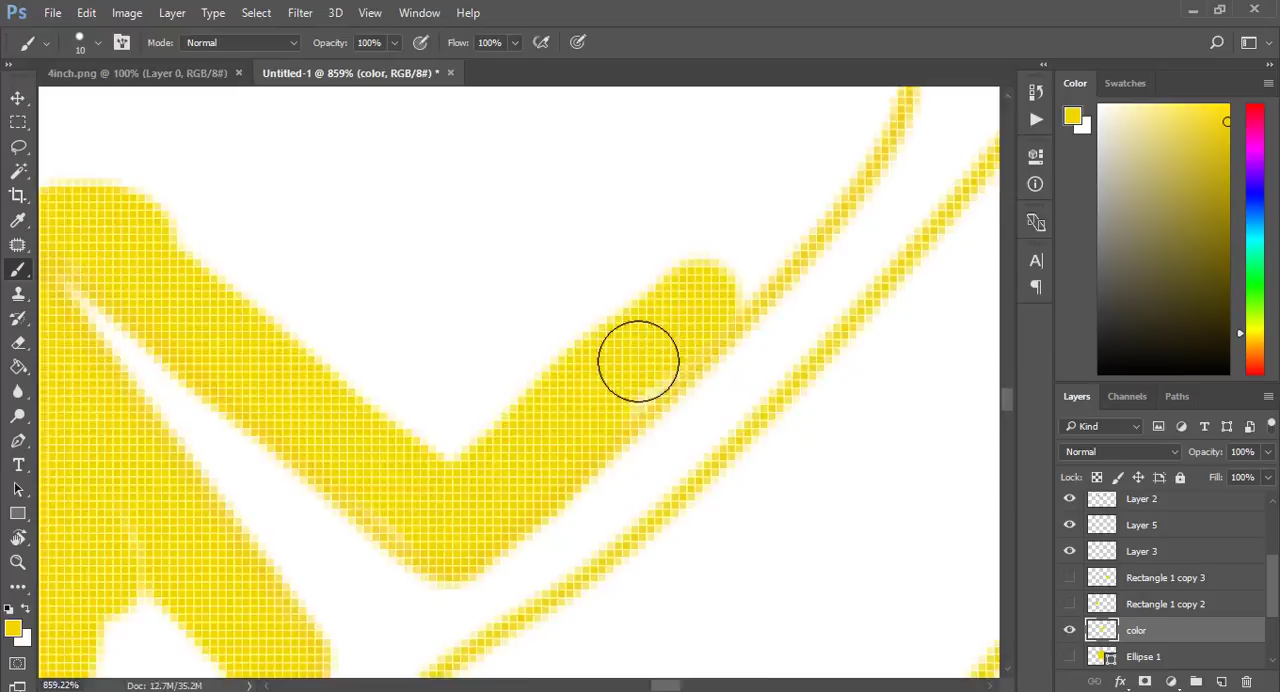 Ps File Edit Image Layer Type Select Filter 3D View Window Help
10 Mode: Normal Opacity: 100% Flow: 100%
4inch.png @ 100% (Layer 0, RGB/8#) × Untitled-1 @ 859% (color, RGB/8#) * ×
Color Swatches
Layers Channels Paths
Kind
Normal Opacity: 100%
Lock: Fill: 100%
Layer 2
Layer 5
Layer 3
Rectangle 1 copy 3
Rectangle 1 copy 2
color
Ellipse 1
859.22% Doc: 12.7M/35.2M